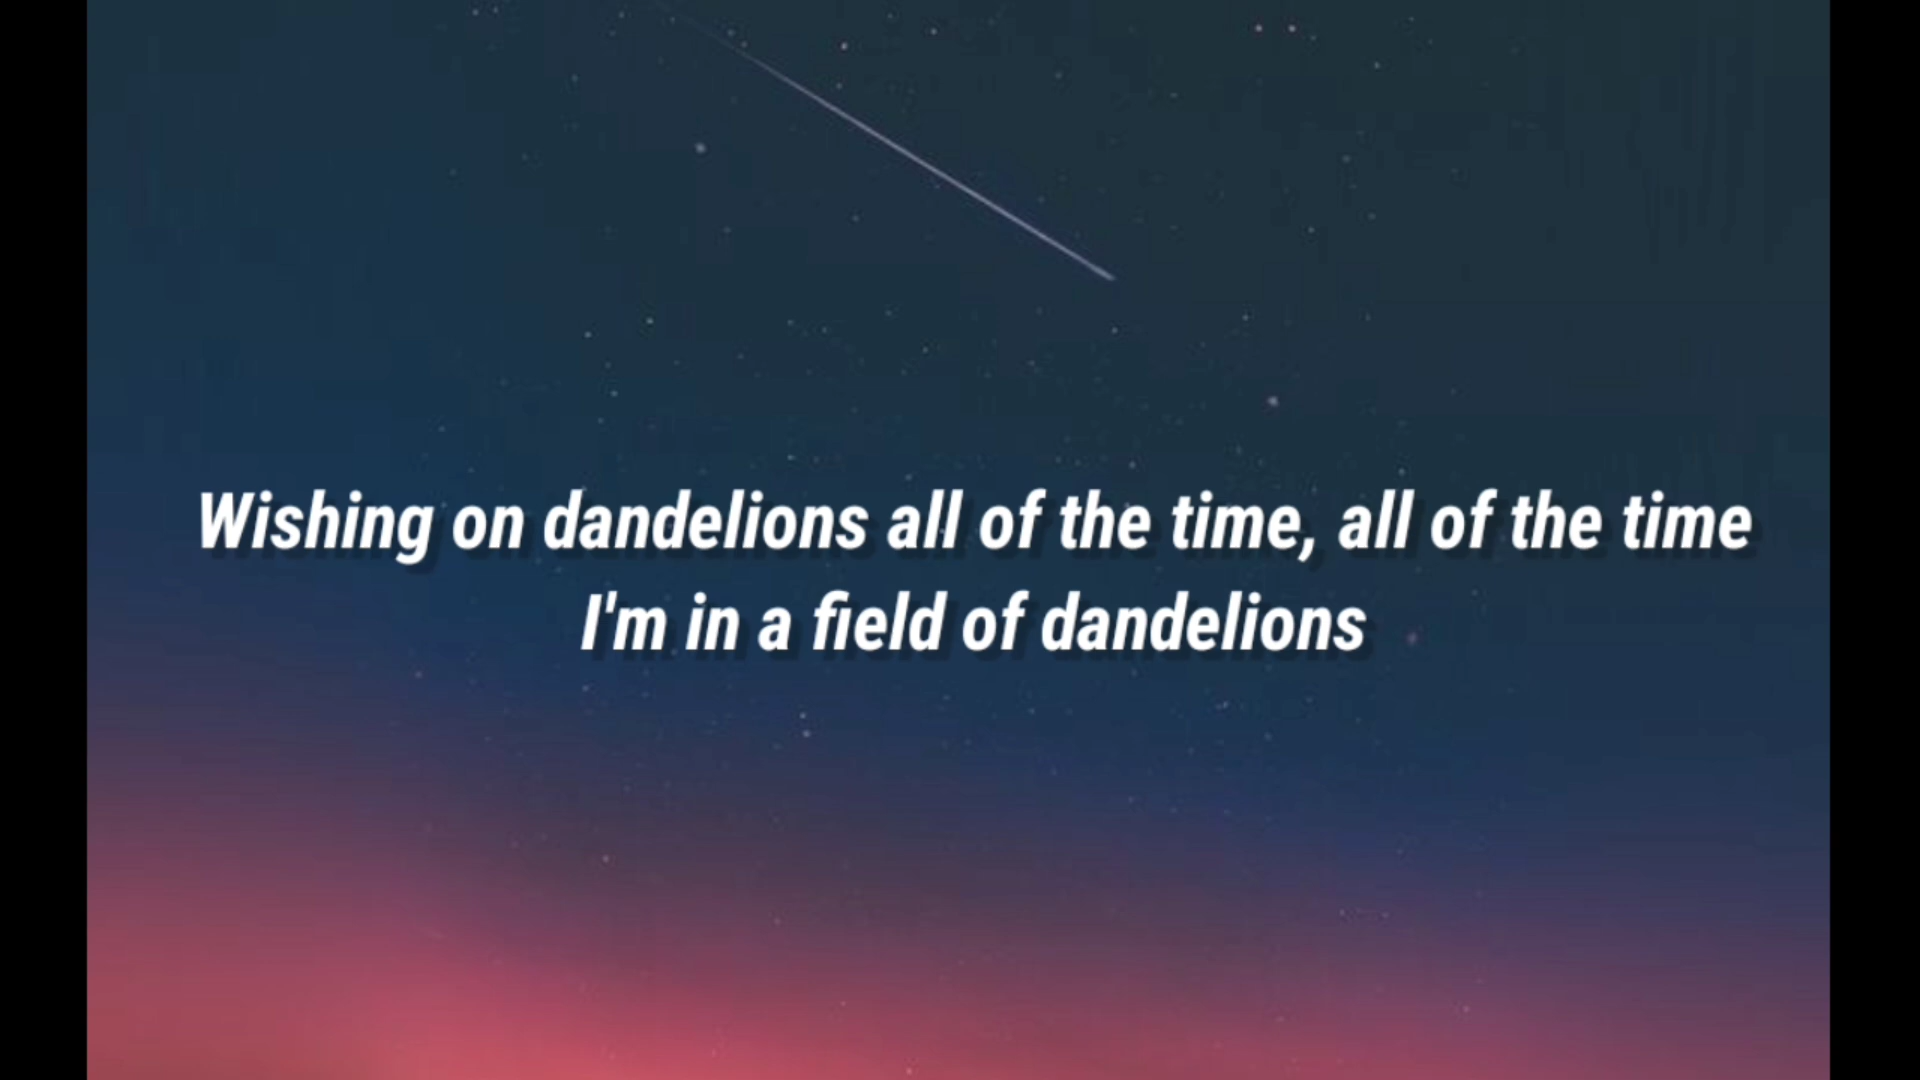 Wishing on dandelions all of the time, all of the time
I'm in a field of dandelions